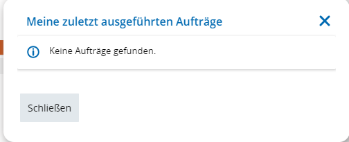 Meine zuletzt ausgeführten Aufträge
Keine Aufträge gefunden.
Schließen